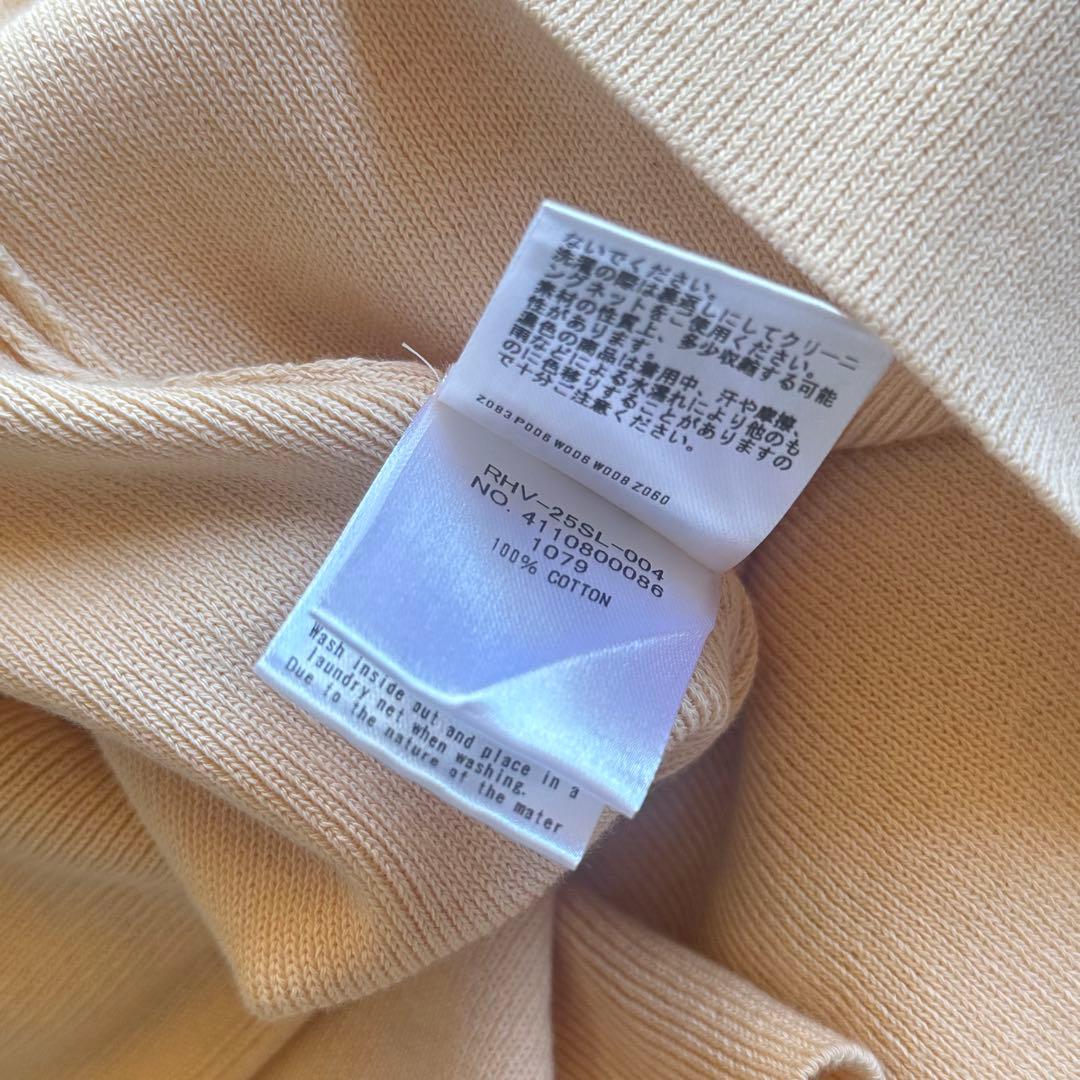 ないでください。
洗濯の際は裏返しにしてクリーニ
ングネットをご使用ください。
素材の性質上、多少収縮する可能
性があります。
濃色の商品は着用中、汗や摩擦、
雨などによる水濡れにより他のも
のに色移りすることがありますの
で十分ご注意ください。
Z083 P006 W006 W008 Z060
RHV-25SL-004
NO. 4110800086
1079
100% COTTON
Wash inside out and place in a
laundry net when washing.
Due to the nature of the mater